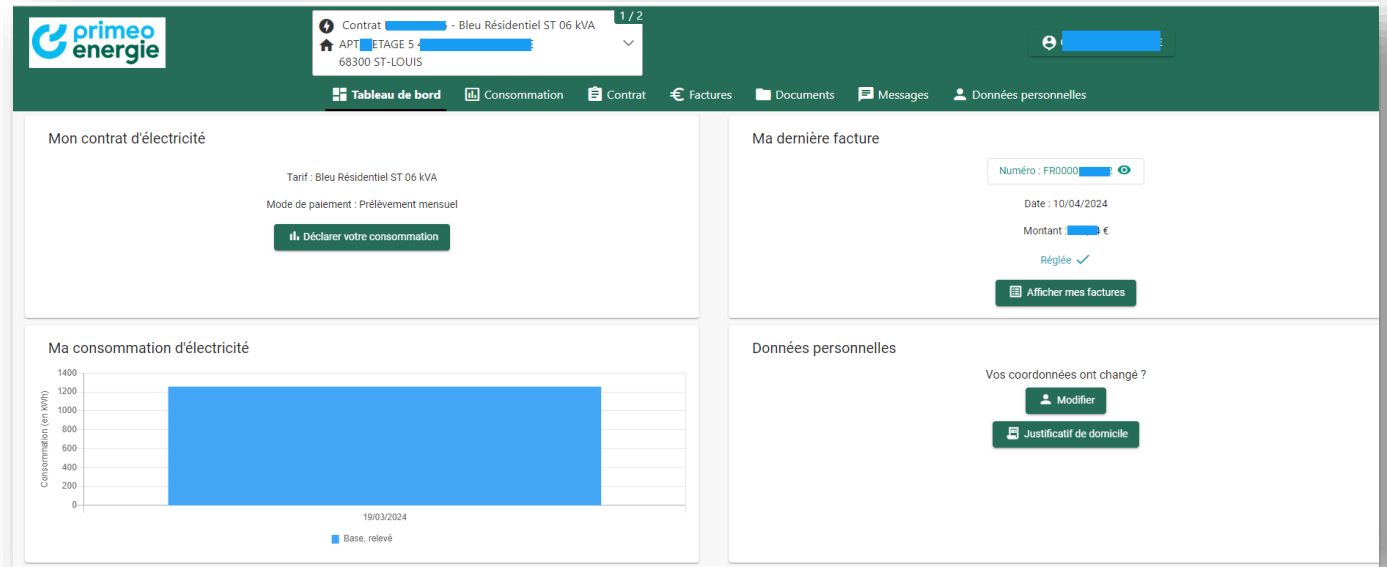 primeo
energie
Contrat - Bleu Résidentiel ST 06 kVA
1 / 2
APT ETAGE 5
68300 ST-LOUIS
Tableau de bord
Consommation
Contrat
Factures
Documents
Messages
Données personnelles
Mon contrat d'électricité
Tarif : Bleu Résidentiel ST 06 kVA
Mode de paiement : Prélèvement mensuel
Déclarer votre consommation
Ma dernière facture
Numéro : FR0000
Date : 10/04/2024
Montant : €
Réglée
Afficher mes factures
Ma consommation d'électricité
Consommation (en kWh)
1400
1200
1000
800
600
400
200
0
19/03/2024
Base, relevé
Données personnelles
Vos coordonnées ont changé ?
Modifier
Justificatif de domicile